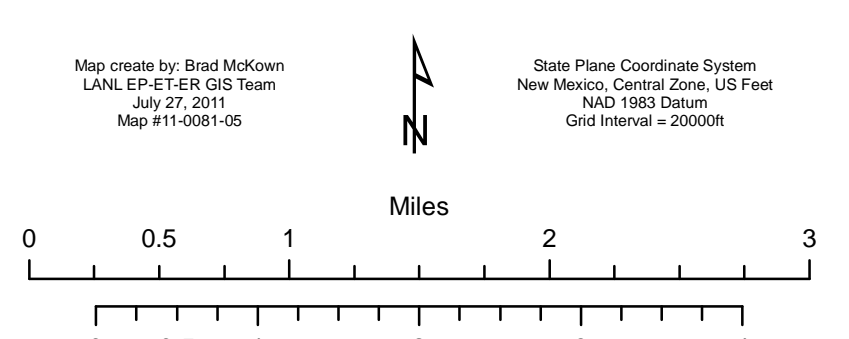 Map create by: Brad McKown
LANL EP-ET-ER GIS Team
July 27, 2011
Map #11-0081-05
N
State Plane Coordinate System
New Mexico, Central Zone, US Feet
NAD 1983 Datum
Grid Interval = 20000ft
Miles
0 0.5 1 2 3